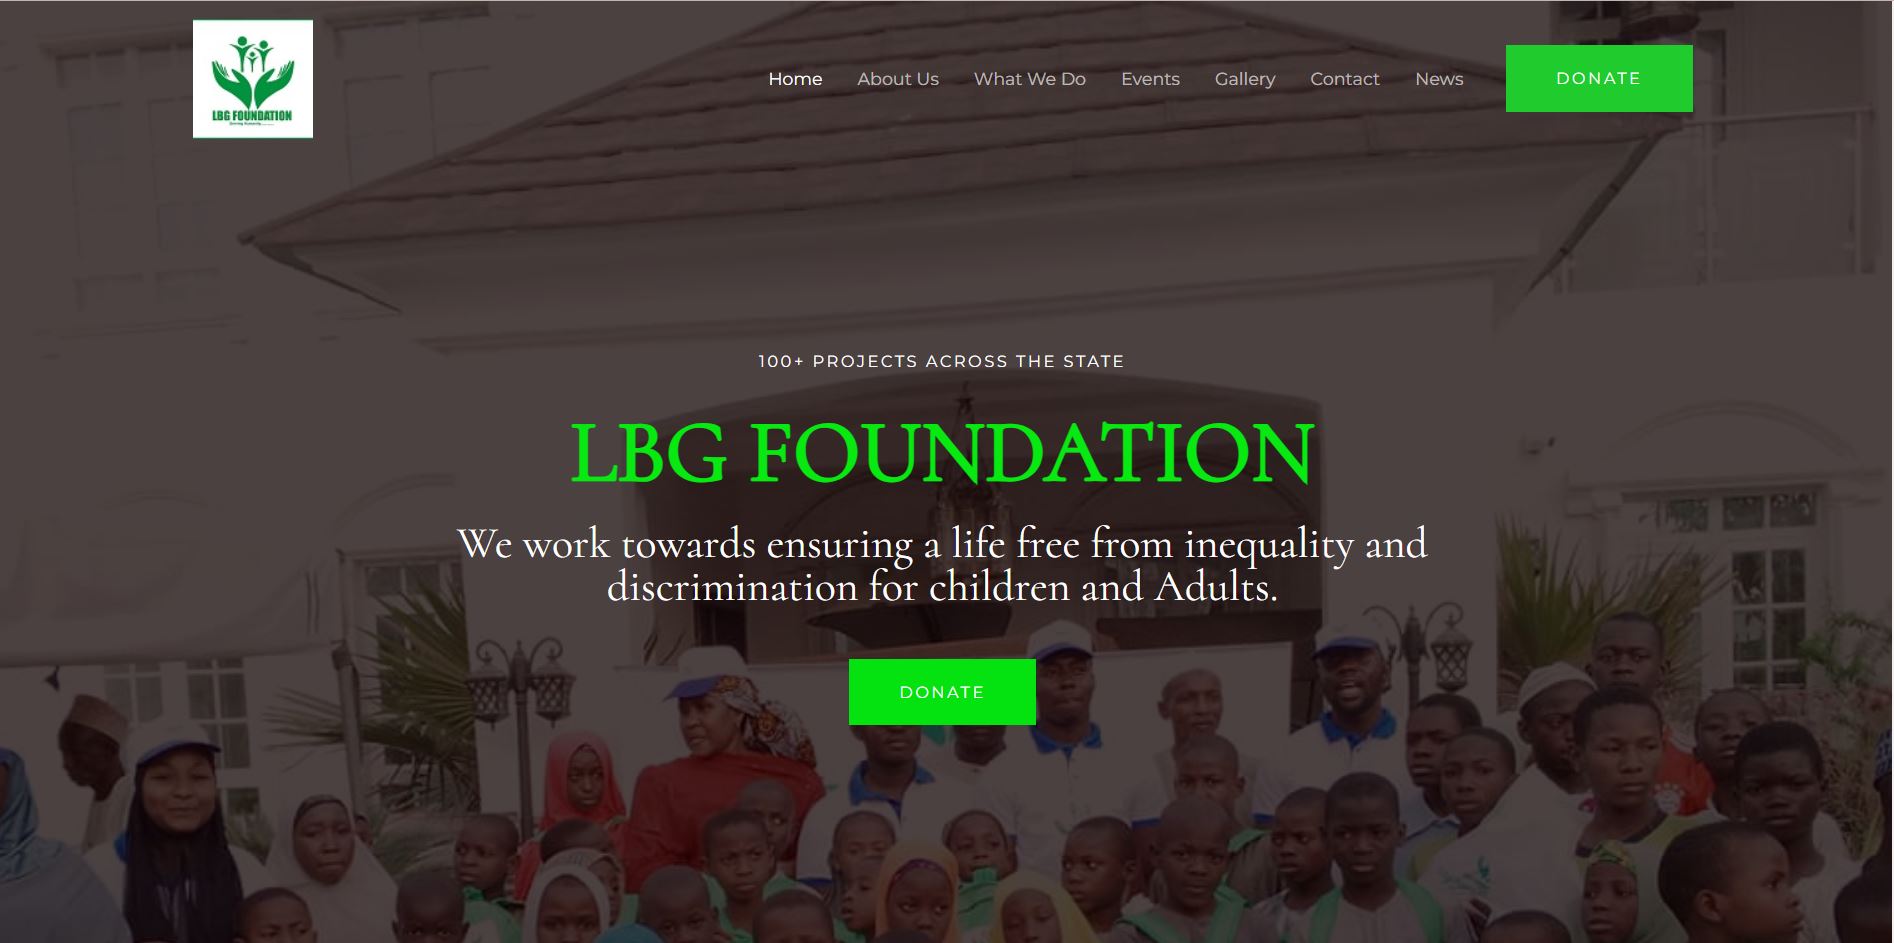 LBG FOUNDATION
Home About Us What We Do Events Gallery Contact News DONATE
100+ PROJECTS ACROSS THE STATE
LBG FOUNDATION
We work towards ensuring a life free from inequality and
discrimination for children and Adults.
DONATE